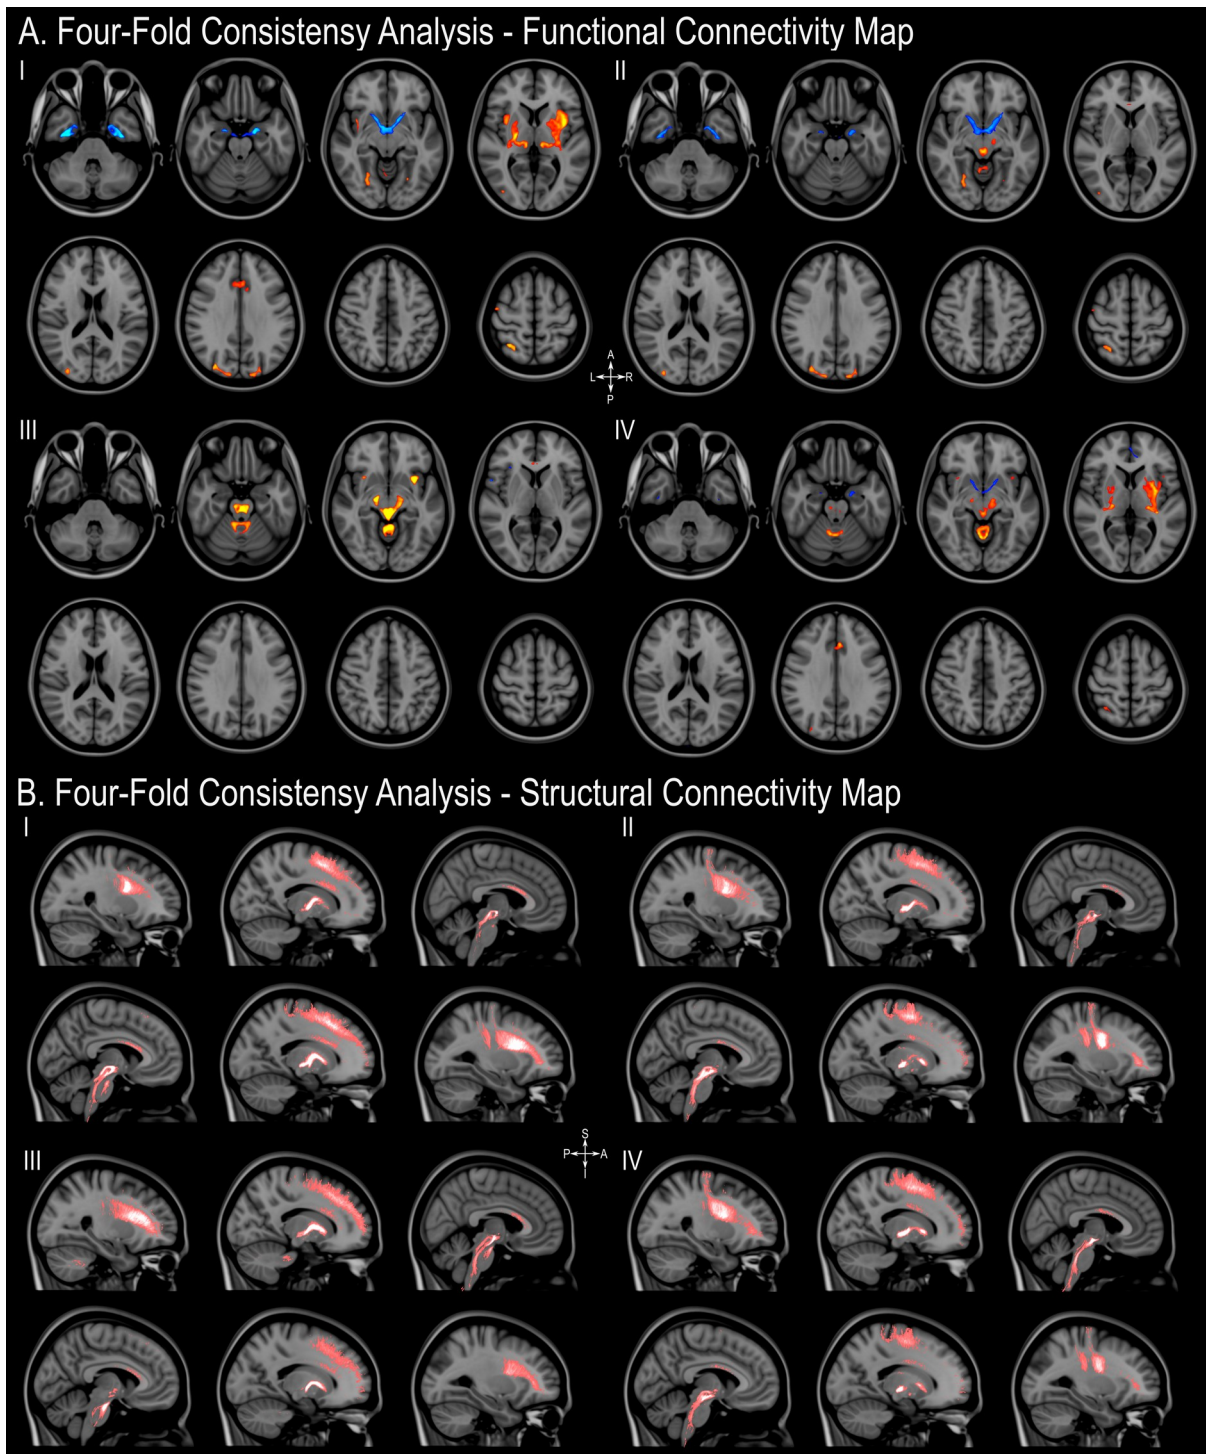 A. Four-Fold Consistensy Analysis - Functional Connectivity Map
I
II
A
L R
P
III
IV
B. Four-Fold Consistensy Analysis - Structural Connectivity Map
I
II
S
P A
I
III
IV